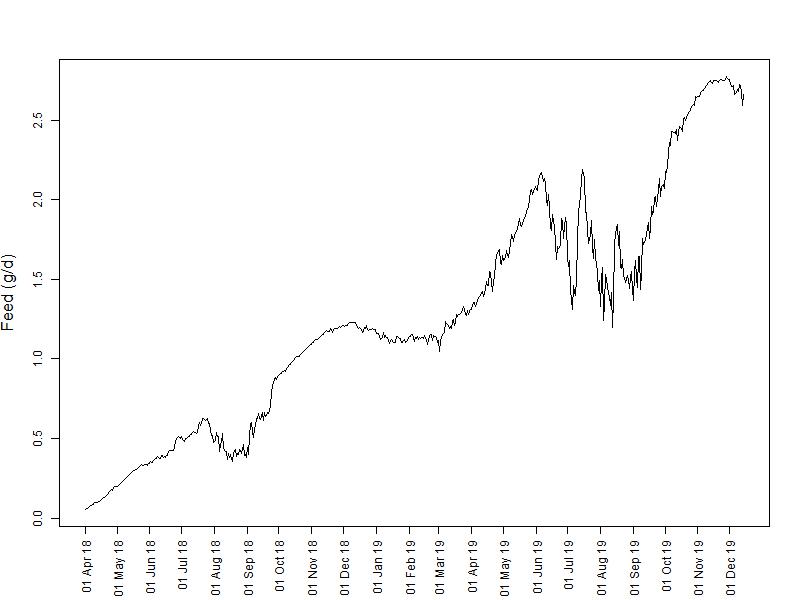 Feed (g/d)
2.5
2.0
1.5
1.0
0.5
0.0
01 Apr 18
01 May 18
01 Jun 18
01 Jul 18
01 Aug 18
01 Sep 18
01 Oct 18
01 Nov 18
01 Dec 18
01 Jan 19
01 Feb 19
01 Mar 19
01 Apr 19
01 May 19
01 Jun 19
01 Jul 19
01 Aug 19
01 Sep 19
01 Oct 19
01 Nov 19
01 Dec 19